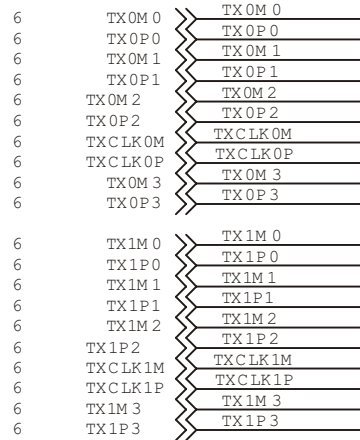 6 TX0M0 TX0M0
6 TX0P0 TX0P0
6 TX0M1 TX0M1
6 TX0P1 TX0P1
6 TX0M2 TX0M2
6 TX0P2 TX0P2
6 TXCLK0M TXCLK0M
6 TXCLK0P TXCLK0P
6 TX0M3 TX0M3
6 TX0P3 TX0P3
6 TX1M0 TX1M0
6 TX1P0 TX1P0
6 TX1M1 TX1M1
6 TX1P1 TX1P1
6 TX1M2 TX1M2
6 TX1P2 TX1P2
6 TXCLK1M TXCLK1M
6 TXCLK1P TXCLK1P
6 TX1M3 TX1M3
6 TX1P3 TX1P3